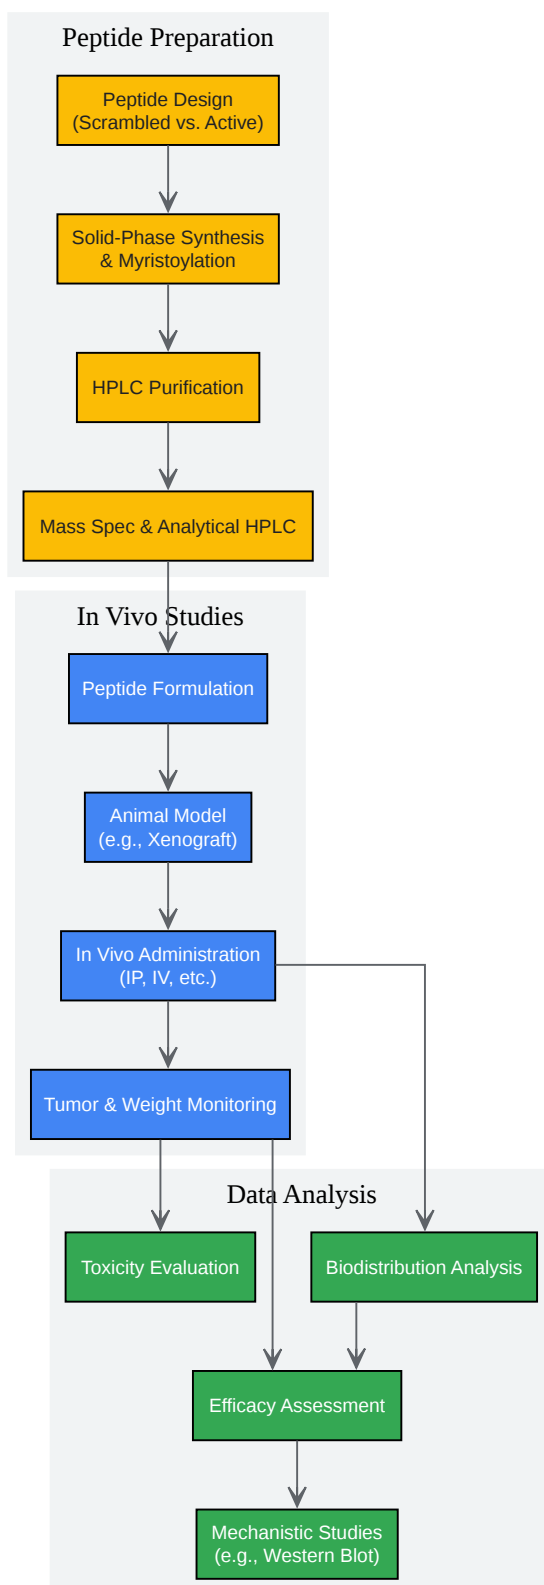 Peptide Preparation
Peptide Design
(Scrambled vs. Active)
Solid-Phase Synthesis
& Myristoylation
HPLC Purification
Mass Spec & Analytical HPLC
In Vivo Studies
Peptide Formulation
Animal Model
(e.g., Xenograft)
In Vivo Administration
(IP, IV, etc.)
Tumor & Weight Monitoring
Data Analysis
Toxicity Evaluation
Biodistribution Analysis
Efficacy Assessment
Mechanistic Studies
(e.g., Western Blot)